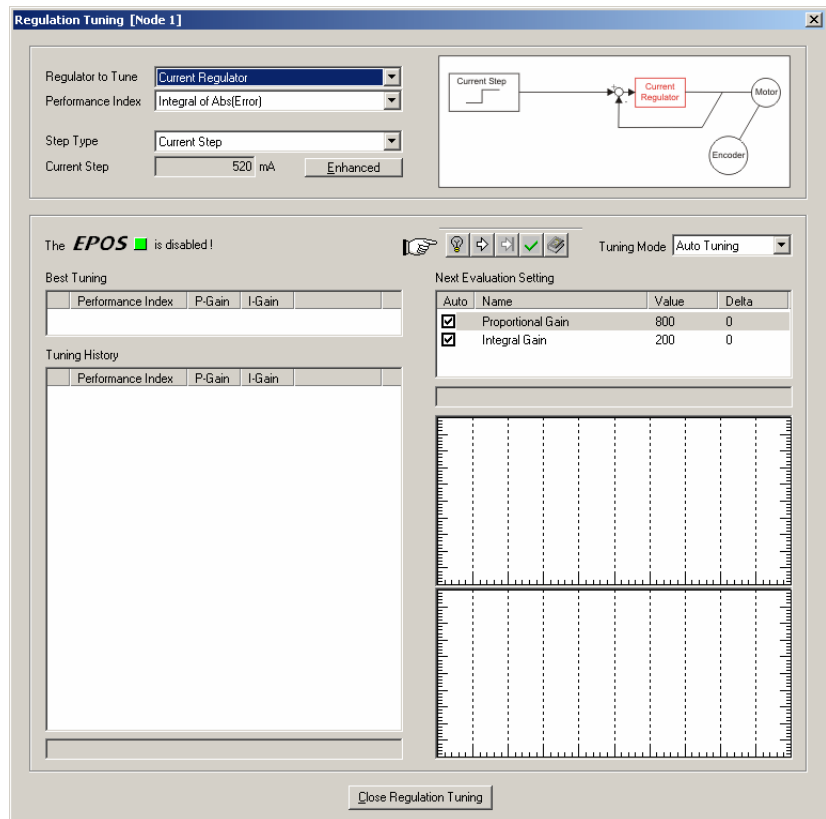 Regulation Tuning [Node 1]
Regulator to Tune Current Regulator
Performance Index Integral of Abs(Error)
Step Type Current Step
Current Step 520 mA Enhanced
Current Step
Current
Regulator
+
-
Motor
Encoder
The EPOS is disabled !
Tuning Mode Auto Tuning
Best Tuning
Performance Index P-Gain I-Gain
Tuning History
Performance Index P-Gain I-Gain
Next Evaluation Setting
Auto Name Value Delta
Proportional Gain 800 0
Integral Gain 200 0
Close Regulation Tuning